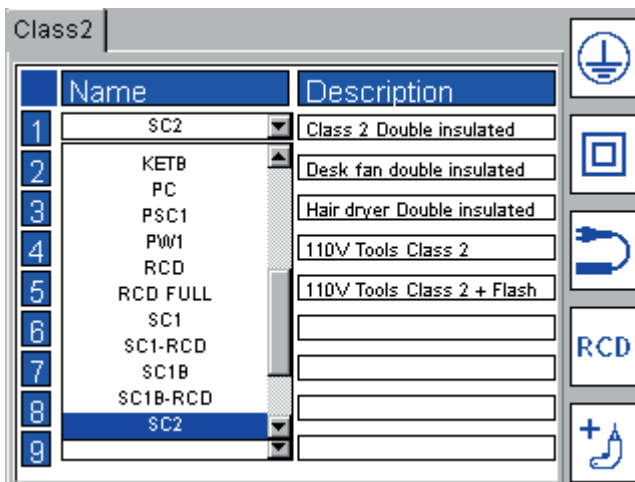 Class2
Name Description
1 SC2 Class 2 Double insulated
2 KETB Desk fan double insulated
PC
3 PSC1 Hair dryer Double insulated
4 PW1 110V Tools Class 2
RCD
5 RCD FULL 110V Tools Class 2 + Flash
6 SC1
SC1-RCD
RCD
7 SC1B
8 SC1B-RCD
SC2
9